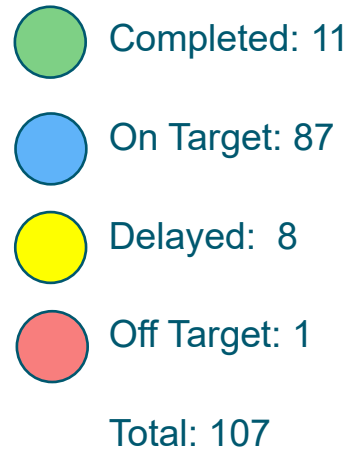 Completed: 11
On Target: 87
Delayed:  8
Off Target: 1
Total: 107